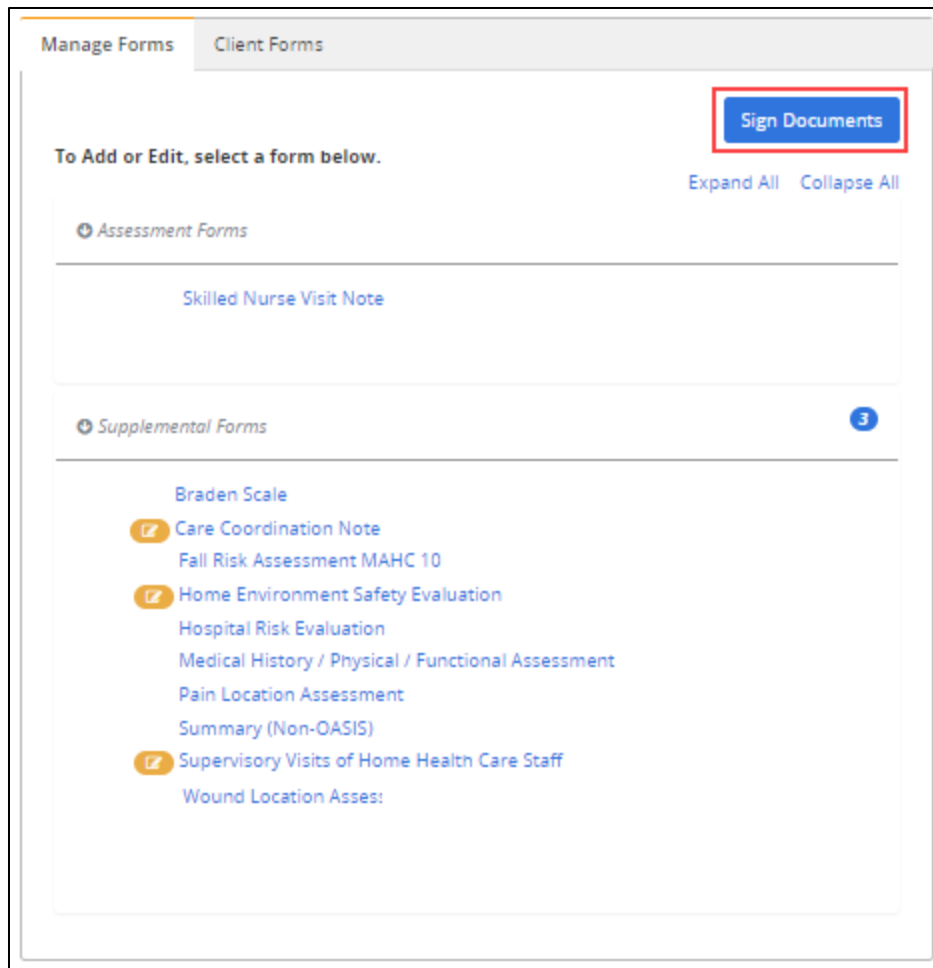 Manage Forms Client Forms
Sign Documents
To Add or Edit, select a form below.
Expand All Collapse All
Assessment Forms
Skilled Nurse Visit Note
Supplemental Forms 3
Braden Scale
Care Coordination Note
Fall Risk Assessment MAHC 10
Home Environment Safety Evaluation
Hospital Risk Evaluation
Medical History / Physical / Functional Assessment
Pain Location Assessment
Summary (Non-OASIS)
Supervisory Visits of Home Health Care Staff
Wound Location